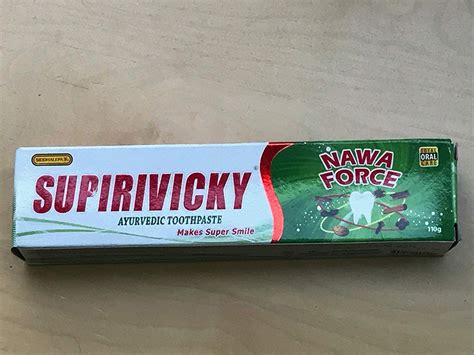 SIDDHALEPA
SUPIRIVICKY
AYURVEDIC TOOTHPASTE
Makes Super Smile
NAWA
FORCE
TOTAL
ORAL
CARE
110g